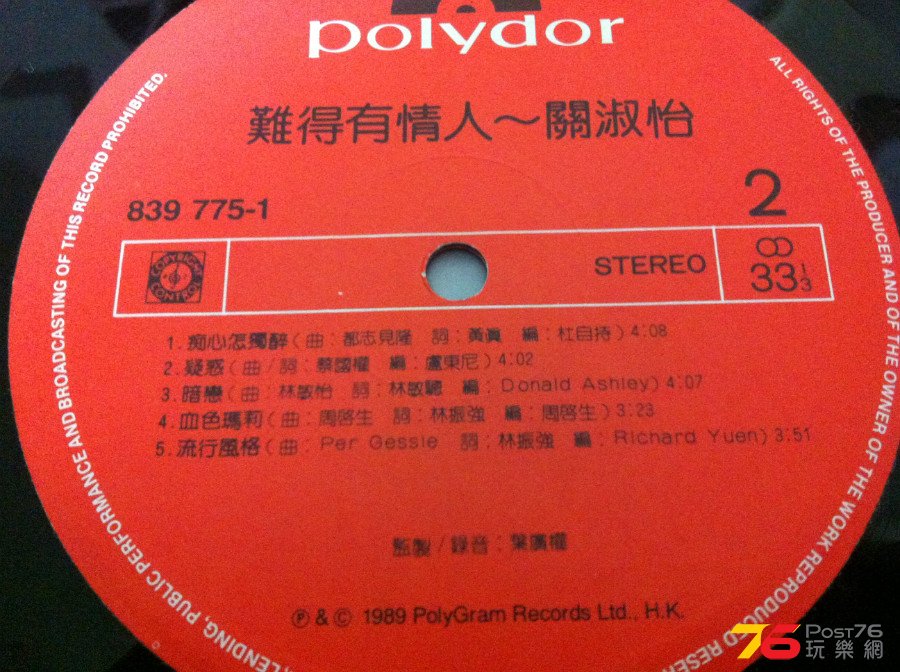 polydor
難得有情人～關淑怡
839 775-1
2
COPYRIGHT CONTROL
STEREO
33 1/3
1. 痴心怎獨醉(曲:都志見隆 詞:黃真 編:杜自持)4:08
2. 疑惑(曲/詞:蔡國權 編:盧東尼)4:02
3. 暗戀(曲:林敏怡 詞:林敏驄 編:Donald Ashley)4:07
4. 血色瑪莉(曲:周啓生 詞:林振強 編:周啓生)3:23
5. 流行風格(曲:Per Gessle 詞:林振強 編:Richard Yuen)3:51
監製/錄音:葉廣權
Ⓟ & © 1989 PolyGram Records Ltd., H.K.
ALL RIGHTS OF THE PRODUCER AND OF THE OWNER OF THE WORK REPRODUCED RESER
LENDING, PUBLIC PERFORMANCE AND BROADCASTING OF THIS RECORD PROHIBITED.
76 Post76
玩樂網